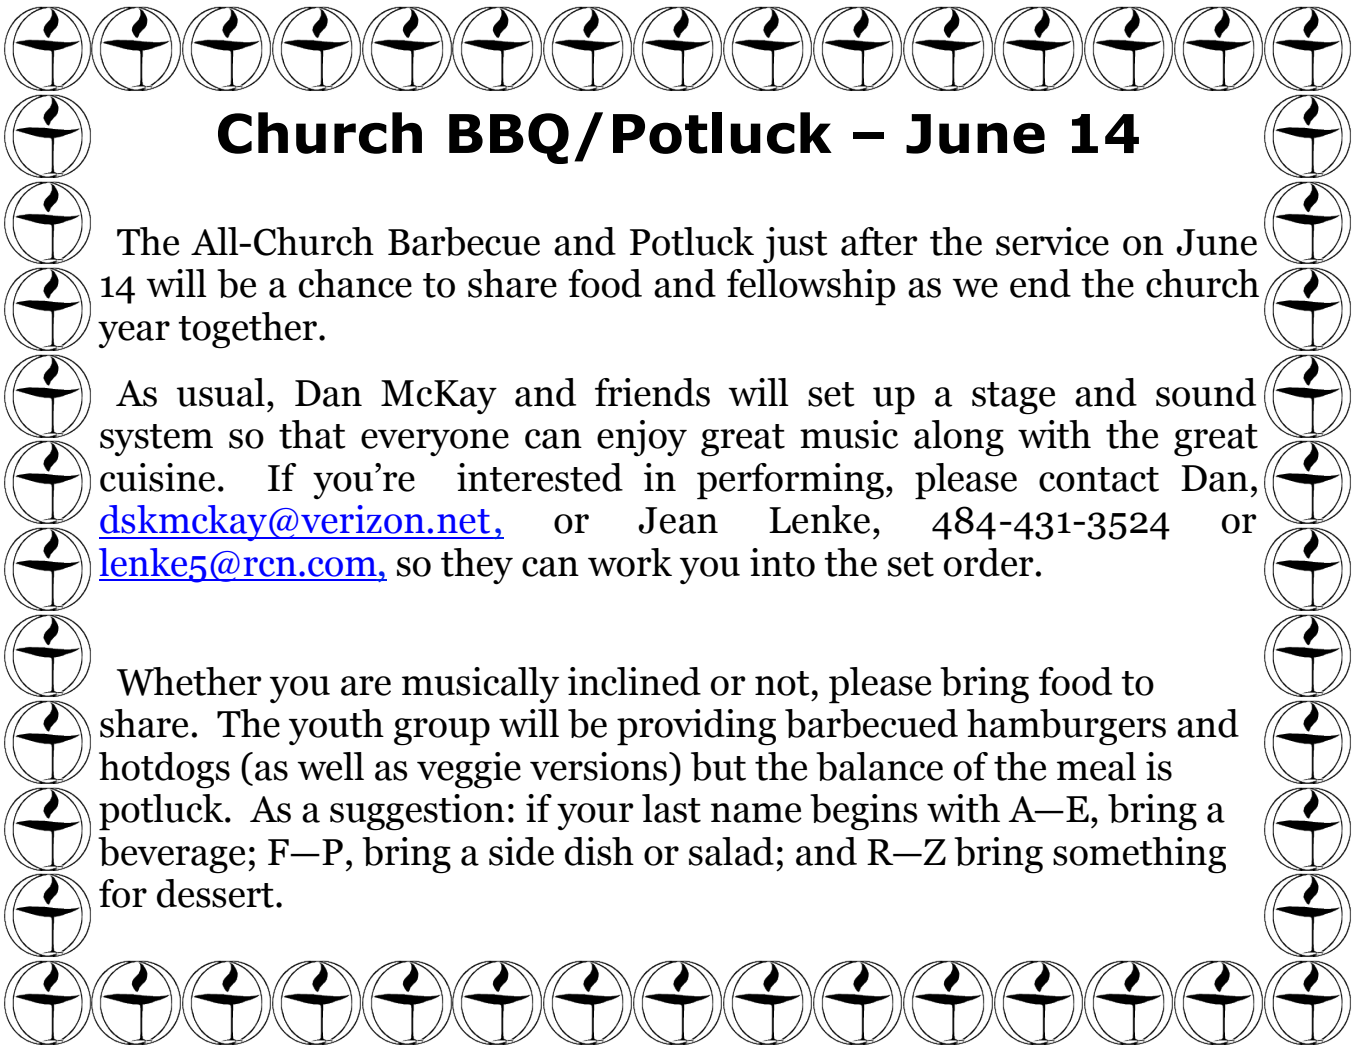 Church BBQ/Potluck – June 14
The All-Church Barbecue and Potluck just after the service on June
14 will be a chance to share food and fellowship as we end the church
year together.
As usual, Dan McKay and friends will set up a stage and sound
system so that everyone can enjoy great music along with the great
cuisine.  If you’re  interested in performing, please contact Dan,
dskmckay@verizon.net, or Jean Lenke, 484-431-3524 or
lenke5@rcn.com, so they can work you into the set order.
Whether you are musically inclined or not, please bring food to
share.  The youth group will be providing barbecued hamburgers and
hotdogs (as well as veggie versions) but the balance of the meal is
potluck.  As a suggestion: if your last name begins with A—E, bring a
beverage; F—P, bring a side dish or salad; and R—Z bring something
for dessert.